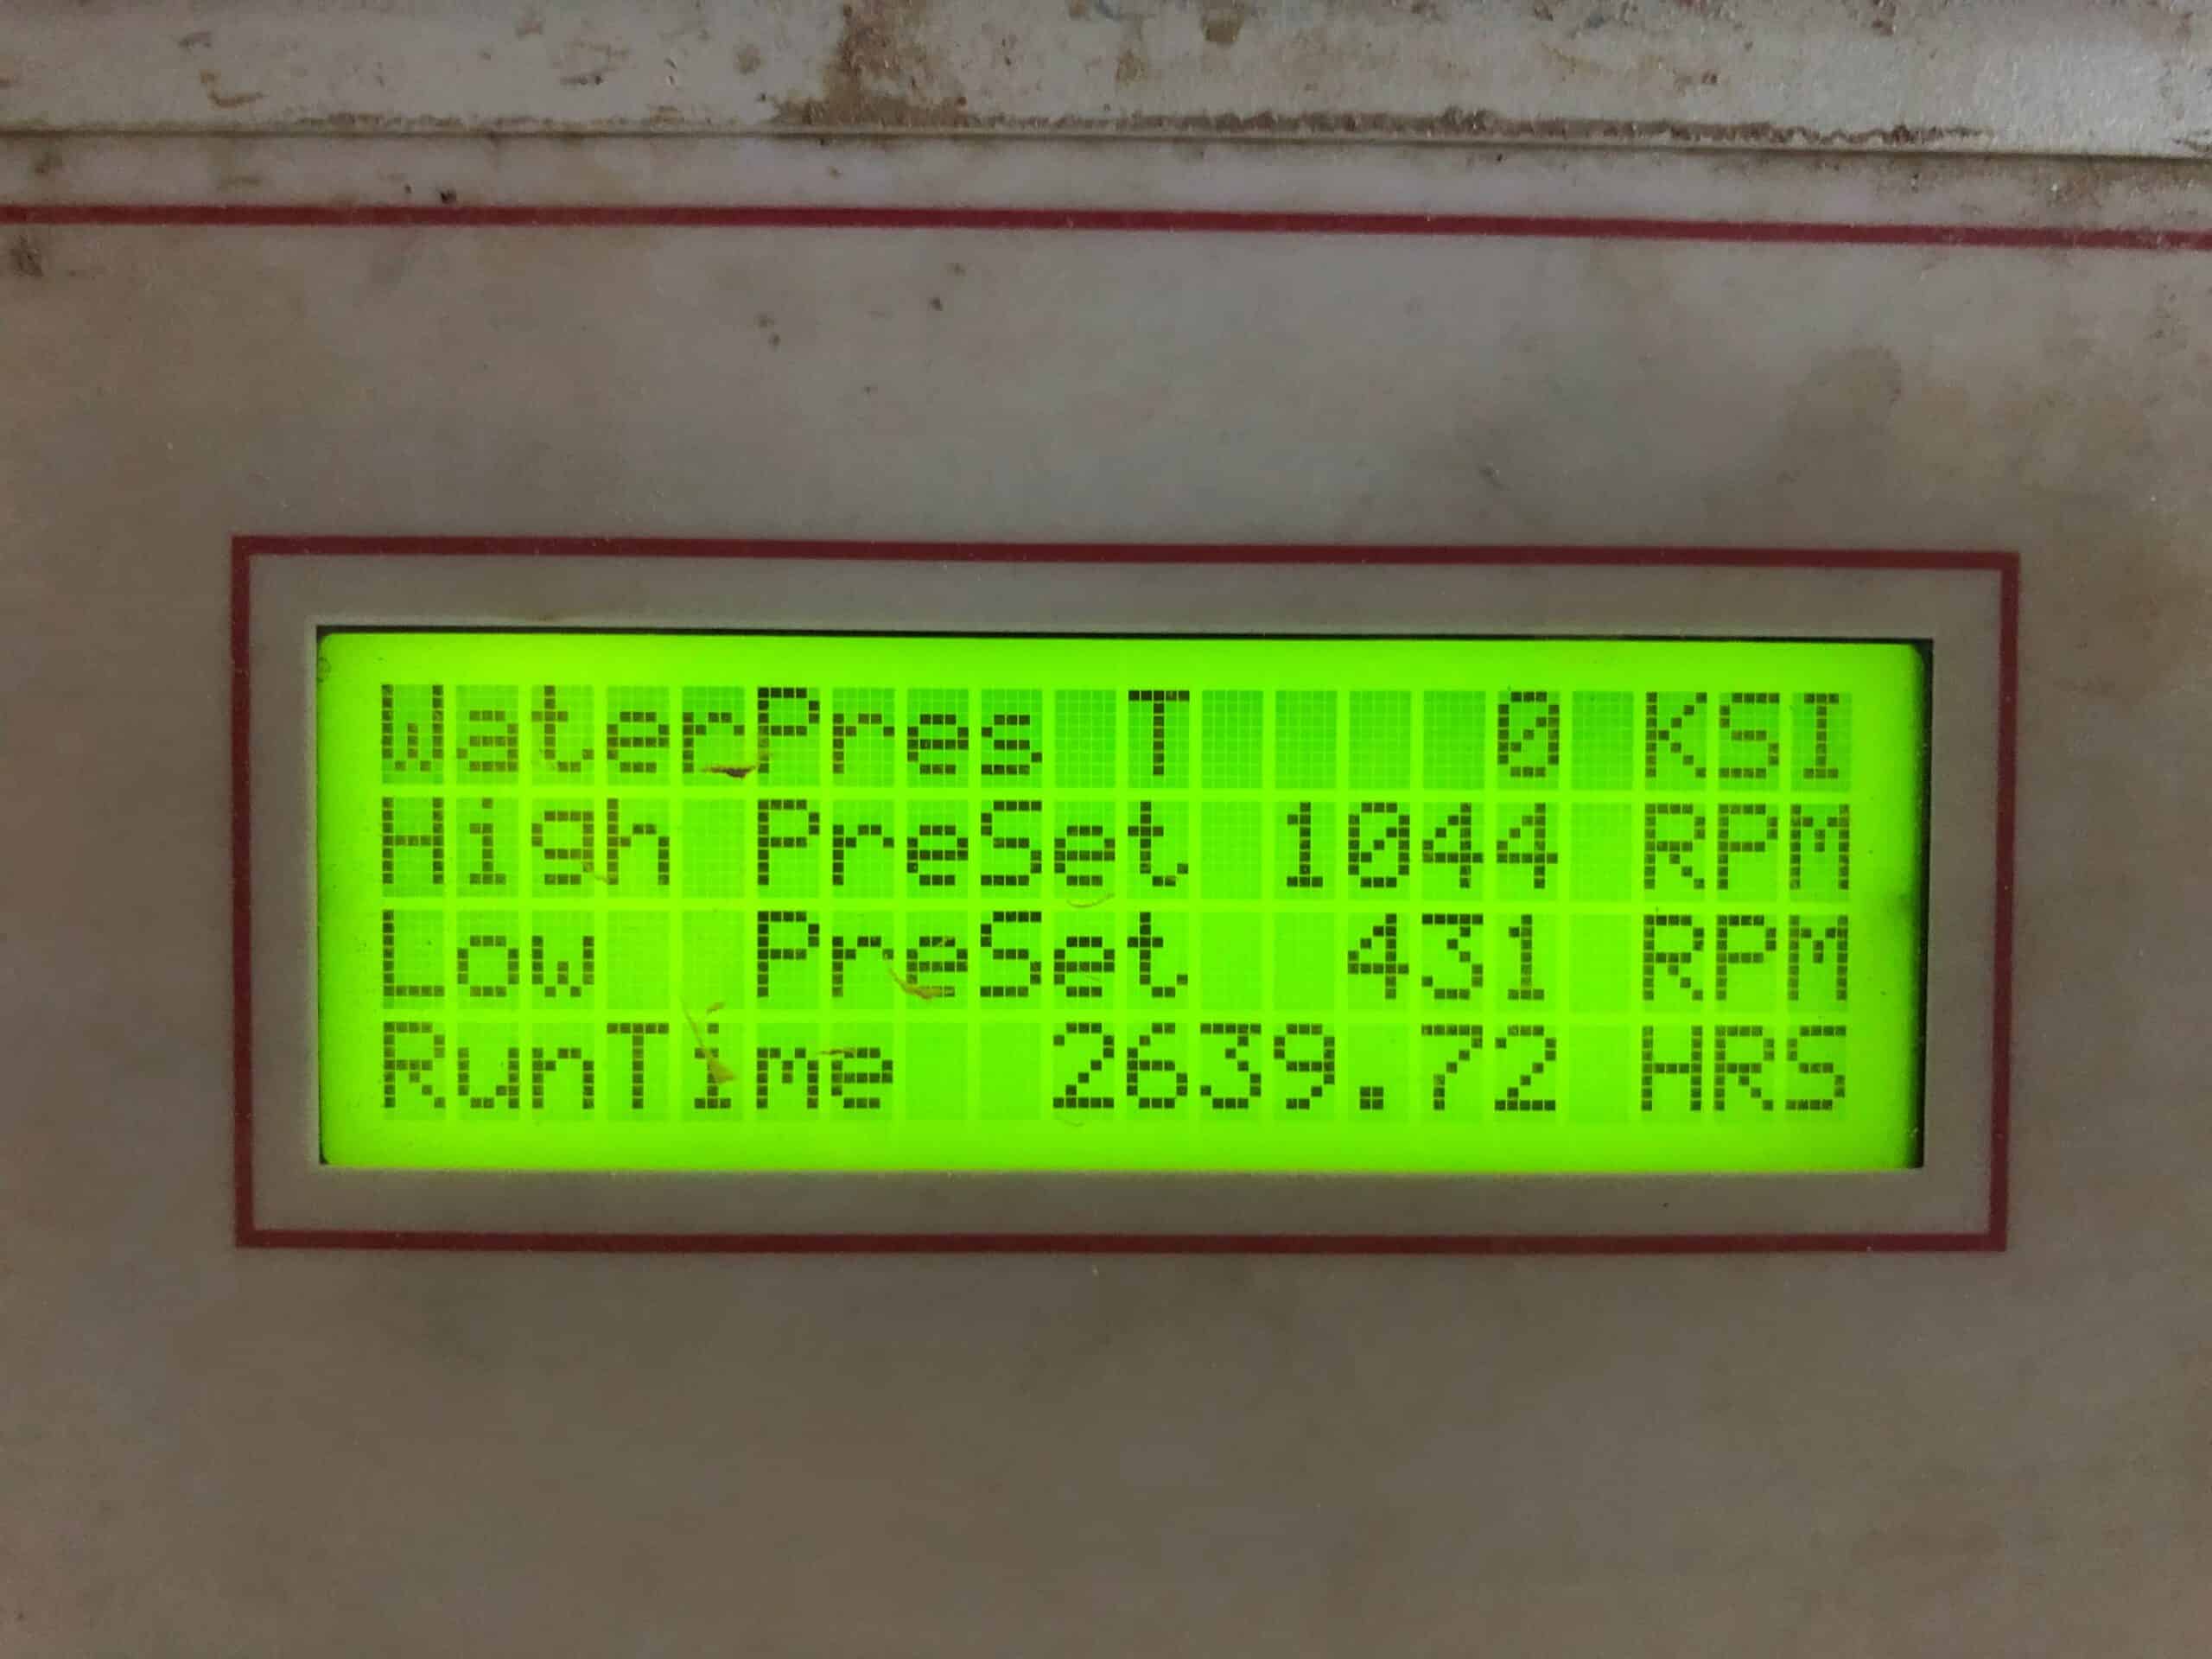 WaterPres T 0 KSI
High PreSet 1044 RPM
Low PreSet 431 RPM
RunTime 2639.72 HRS